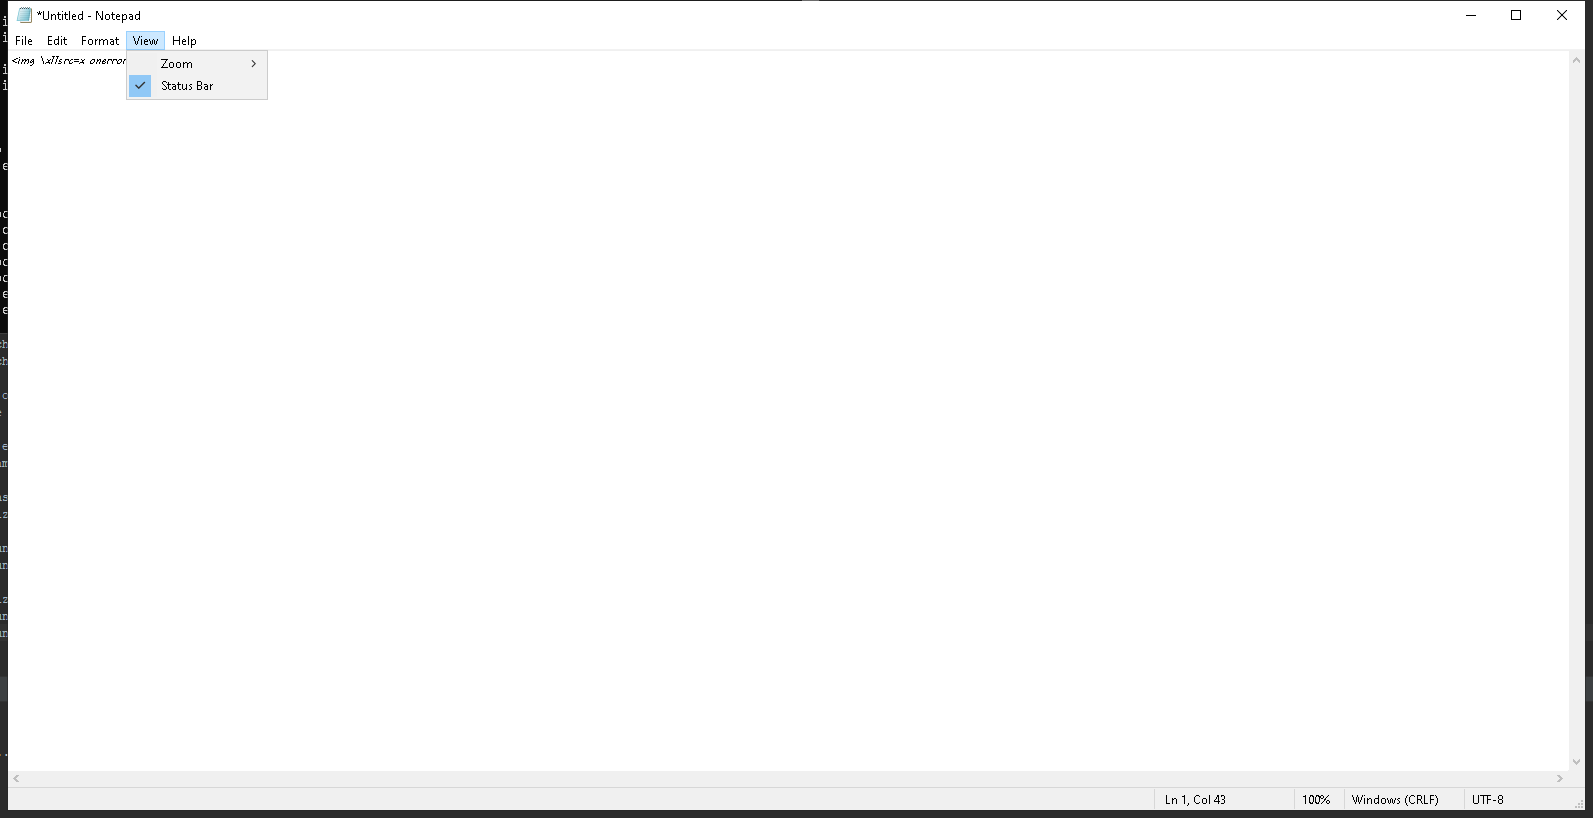 *Untitled - Notepad
File Edit Format View Help
<img \x11src=x onerror
Zoom
Status Bar
Ln 1, Col 43 100% Windows (CRLF) UTF-8